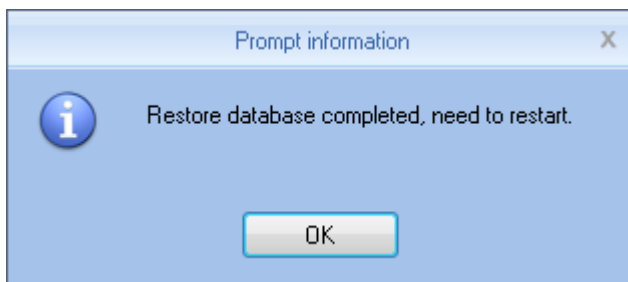 Prompt information
X
Restore database completed, need to restart.
OK